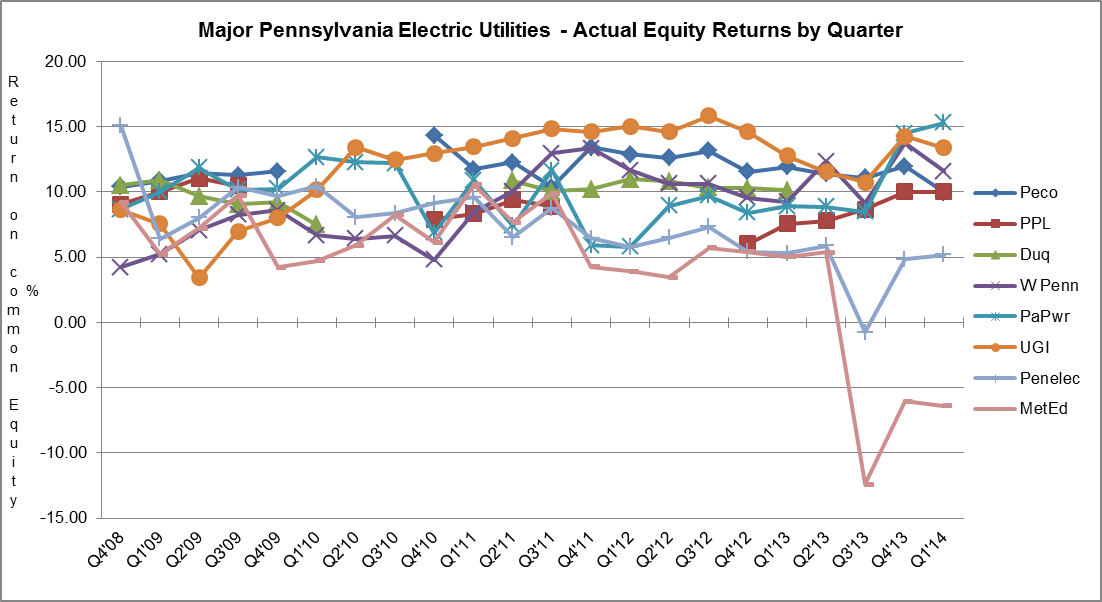 Major Pennsylvania Electric Utilities - Actual Equity Returns by Quarter
Return on common Equity
%
20.00
15.00
10.00
5.00
0.00
-5.00
-10.00
-15.00
Q4'08
Q1'09
Q2'09
Q3'09
Q4'09
Q1'10
Q2'10
Q3'10
Q4'10
Q1'11
Q2'11
Q3'11
Q4'11
Q1'12
Q2'12
Q3'12
Q4'12
Q1'13
Q2'13
Q3'13
Q4'13
Q1'14
Peco
PPL
Duq
W Penn
PaPwr
UGI
Penelec
MetEd